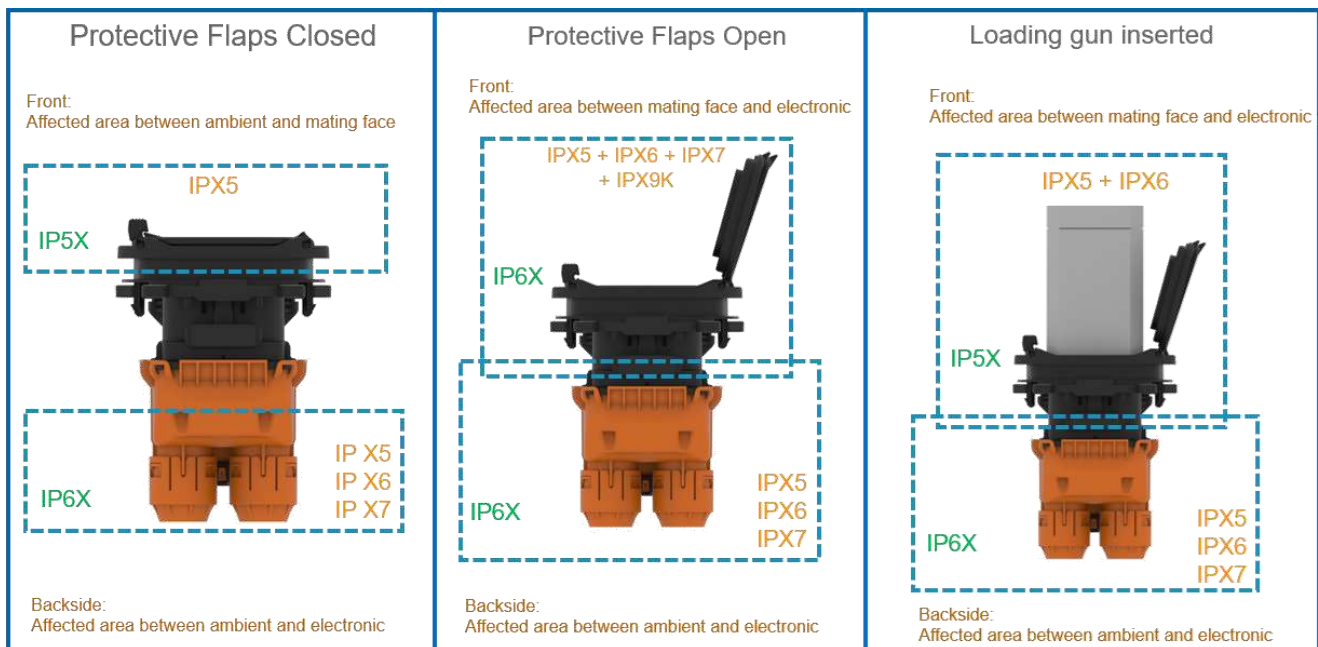 Protective Flaps Closed
Front:
Affected area between ambient and mating face
IPX5
IP5X
IP X5
IP X6
IP X7
IP6X
Backside:
Affected area between ambient and electronic
Protective Flaps Open
Front:
Affected area between mating face and electronic
IPX5 + IPX6 + IPX7
+ IPX9K
IP6X
IPX5
IPX6
IPX7
IP6X
Backside:
Affected area between ambient and electronic
Loading gun inserted
Front:
Affected area between mating face and electronic
IPX5 + IPX6
IP5X
IPX5
IPX6
IPX7
IP6X
Backside:
Affected area between ambient and electronic